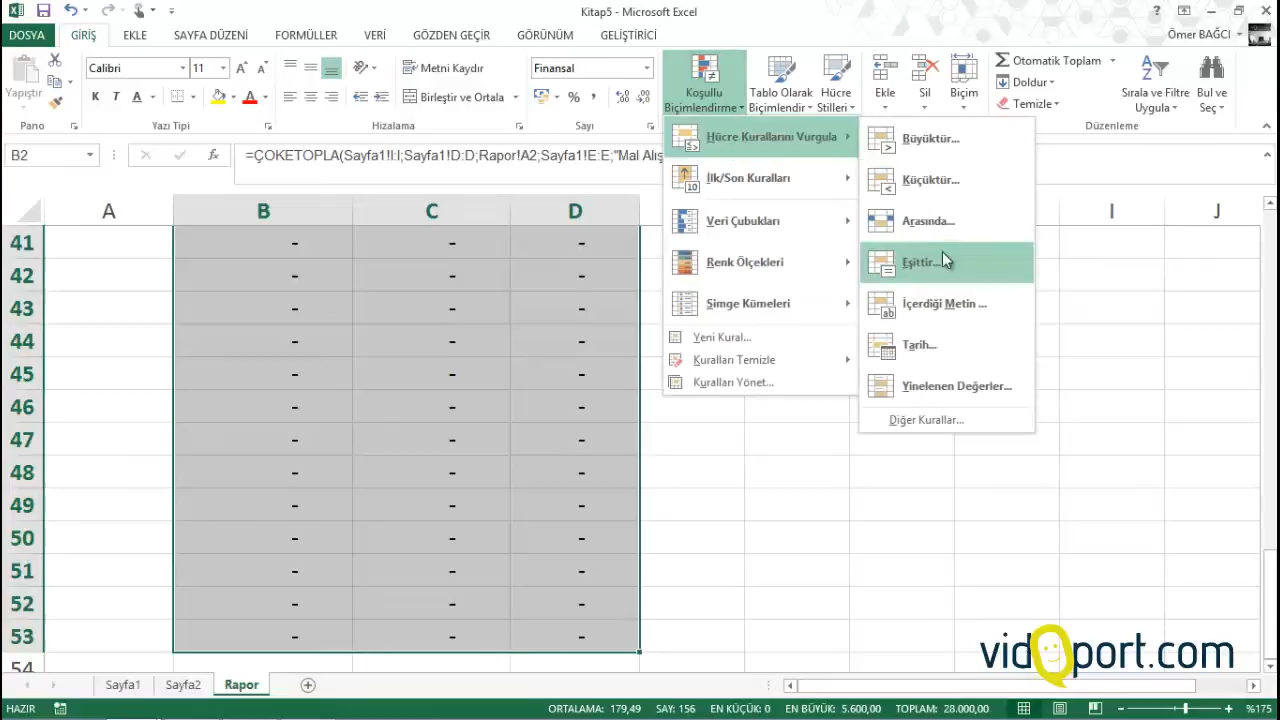 Kitap5 - Microsoft Excel
?
DOSYA GİRİŞ EKLE SAYFA DÜZENİ FORMÜLLER VERİ GÖZDEN GEÇİR GÖRÜNÜM GELİŞTİRİCİ Ömer BAĞCI
Yapıştır
Pano
Calibri 11
K T A
Yazı Tipi
Metni Kaydır
Birleştir ve Ortala
Hizalama
Finansal
% ,
Sayı
Koşullu
Biçimlendirme
Tablo Olarak
Biçimlendir
Hücre
Stilleri
Ekle Sil Biçim
Otomatik Toplam
Doldur
Temizle
Sırala ve Filtre
Uygula
Bul ve
Seç
Düzenleme
B2 fx =ÇOKETOPLA(Sayfa1!I:I;Sayfa1!D:D;Rapor!A2;Sayfa1!E:E;"Mal Alış
Hücre Kurallarını Vurgula
İlk/Son Kuralları
Veri Çubukları
Renk Ölçekleri
Simge Kümeleri
Yeni Kural...
Kuralları Temizle
Kuralları Yönet...
Büyüktür...
Küçüktür...
Arasında...
Eşittir...
İçerdiği Metin ...
Tarih...
Yinelenen Değerler...
Diğer Kurallar...
A B C D I J
41 - - -
42 - - -
43 - - -
44 - - -
45 - - -
46 - - -
47 - - -
48 - - -
49 - - -
50 - - -
51 - - -
52 - - -
53 - - -
54
vidoport.com
Sayfa1 Sayfa2 Rapor
HAZIR ORTALAMA: 179,49 SAY: 156 EN KÜÇÜK: 0 EN BÜYÜK: 5.600,00 TOPLAM: 28.000,00 %175